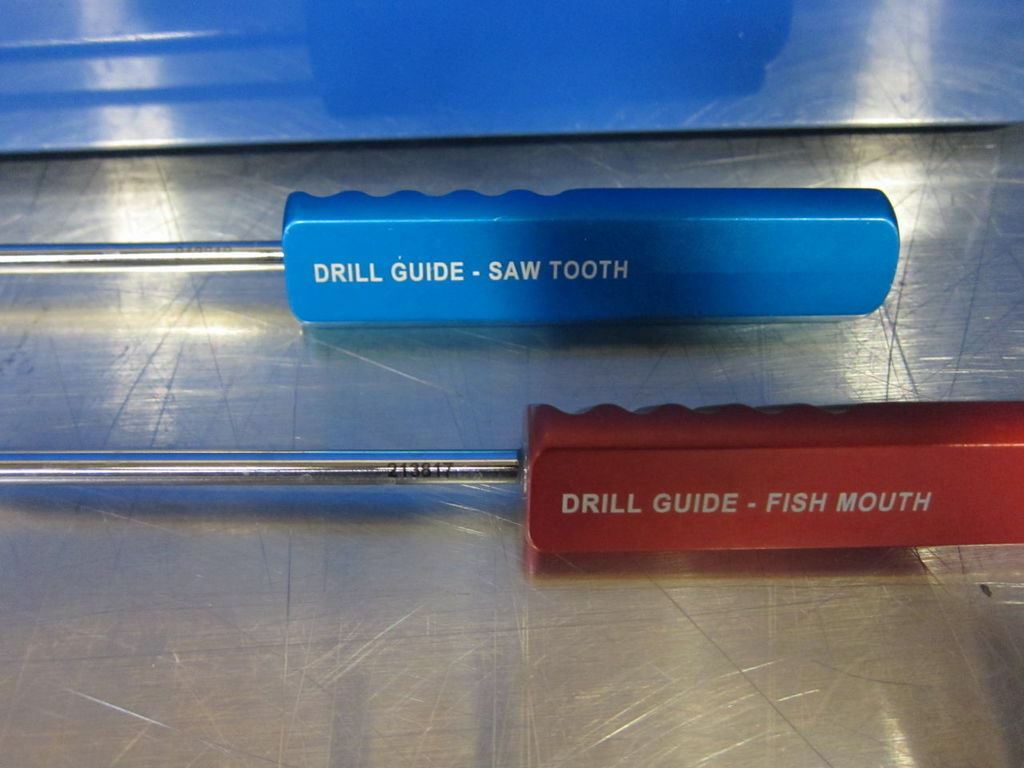 DRILL GUIDE - SAW TOOTH
213817
DRILL GUIDE - FISH MOUTH